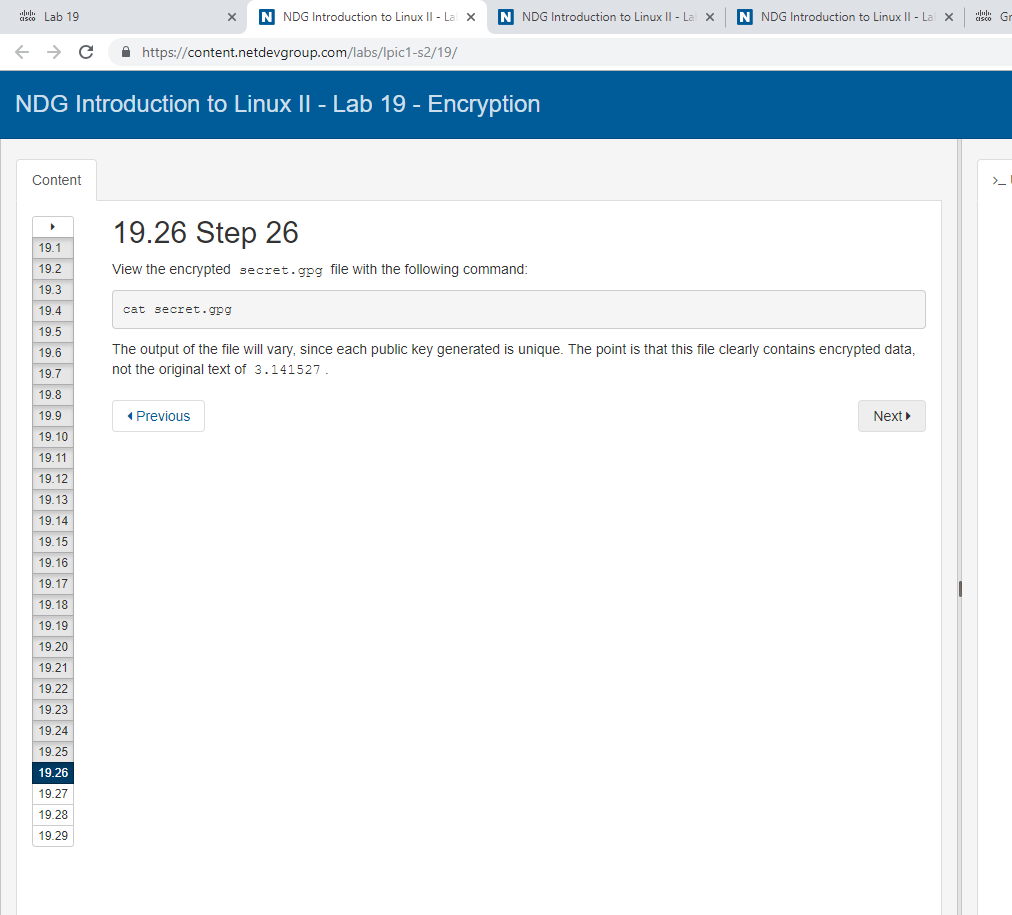 Lab 19
NDG Introduction to Linux II - La
NDG Introduction to Linux II - La
NDG Introduction to Linux II - La
Gr
https://content.netdevgroup.com/labs/lpic1-s2/19/
NDG Introduction to Linux II - Lab 19 - Encryption
Content
19.1
19.2
19.3
19.4
19.5
19.6
19.7
19.8
19.9
19.10
19.11
19.12
19.13
19.14
19.15
19.16
19.17
19.18
19.19
19.20
19.21
19.22
19.23
19.24
19.25
19.26
19.27
19.28
19.29
19.26 Step 26
View the encrypted secret.gpg file with the following command:
cat secret.gpg
The output of the file will vary, since each public key generated is unique. The point is that this file clearly contains encrypted data,
not the original text of 3.141527 .
Previous
Next
>_